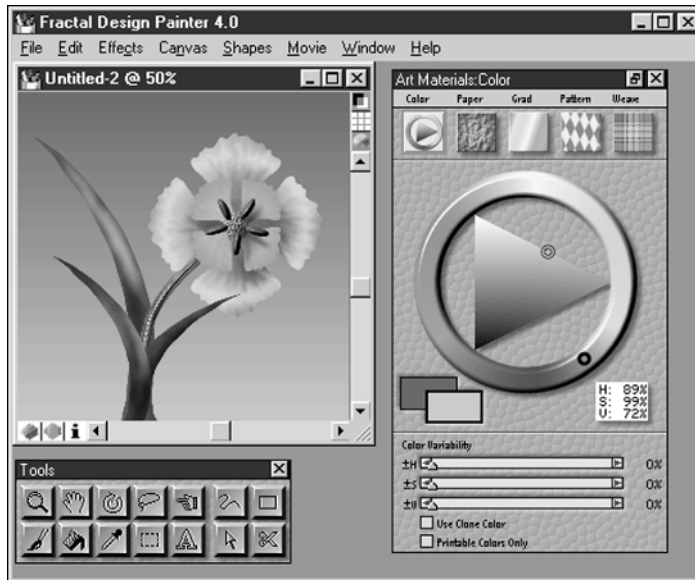 Fractal Design Painter 4.0
File Edit Effects Canvas Shapes Movie Window Help
Untitled-2 @ 50%
Art Materials:Color
Color Paper Grad Pattern Weave
H: 89%
S: 99%
V: 72%
Color Variability
±H 0%
±S 0%
±V 0%
Use Clone Color
Printable Colors Only
Tools